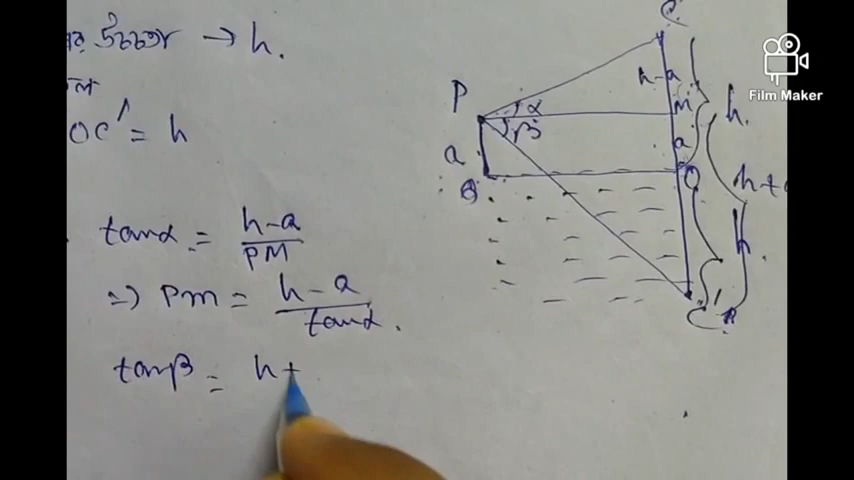 উচ্চতা → h.
OC' = h
tanα = h-a / PM
=> PM = h-a / tanα.
tanβ = h+
C
h-a
P
α
M
h.
β
a
a
Q
O
h+
h.
C'
Film Maker